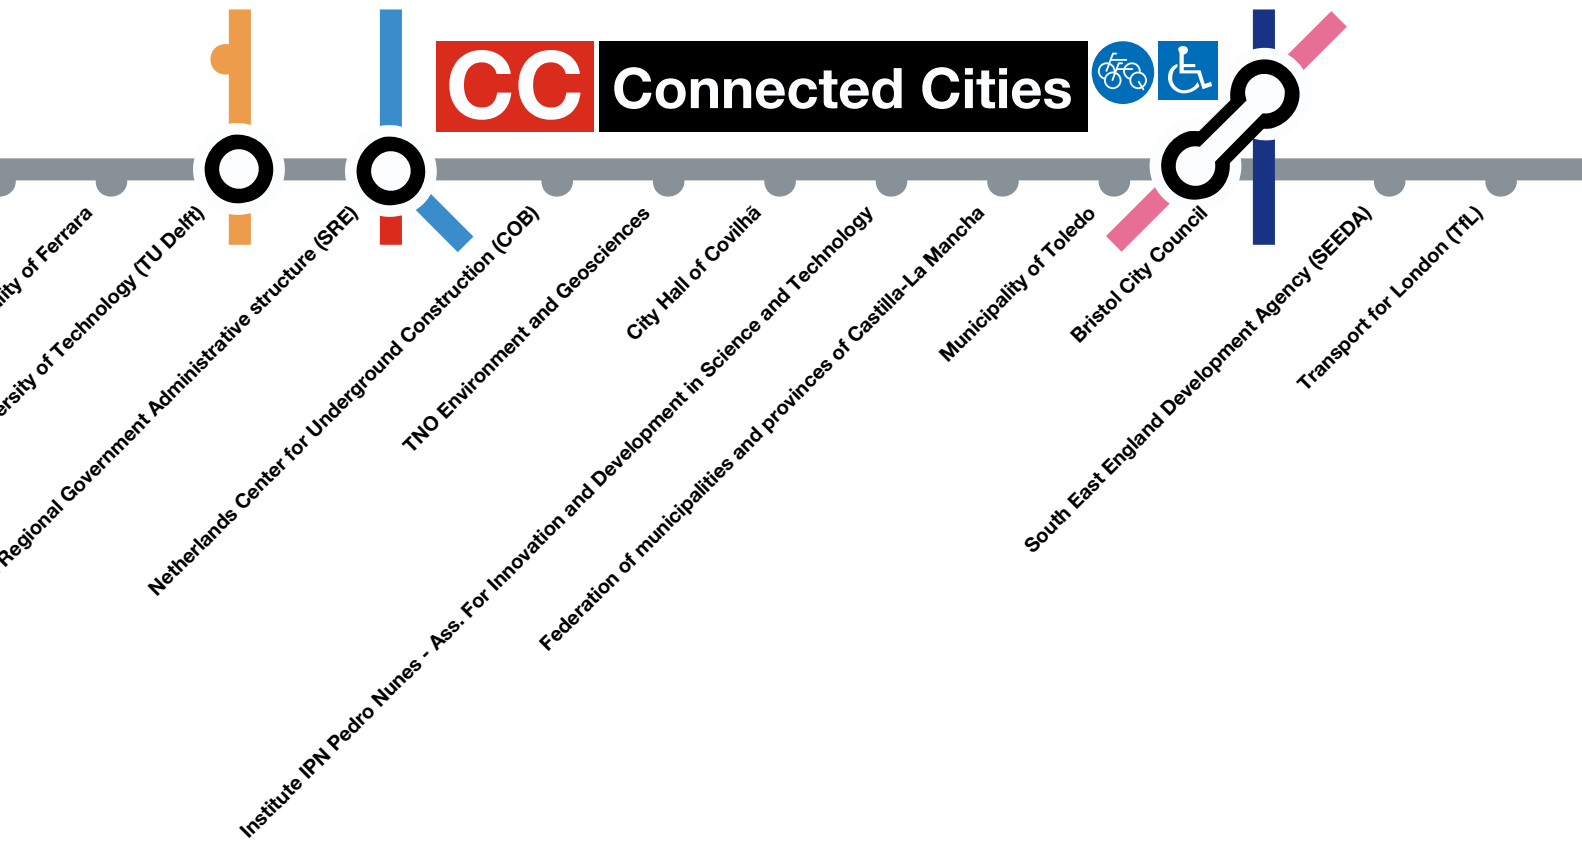 CC Connected Cities
ity of Ferrara
ersity of Technology (TU Delft)
Regional Government Administrative structure (SRE)
Netherlands Center for Underground Construction (COB)
TNO Environment and Geosciences
City Hall of Covilhã
Institute IPN Pedro Nunes - Ass. For Innovation and Development in Science and Technology
Federation of municipalities and provinces of Castilla-La Mancha
Municipality of Toledo
Bristol City Council
South East England Development Agency (SEEDA)
Transport for London (TfL)